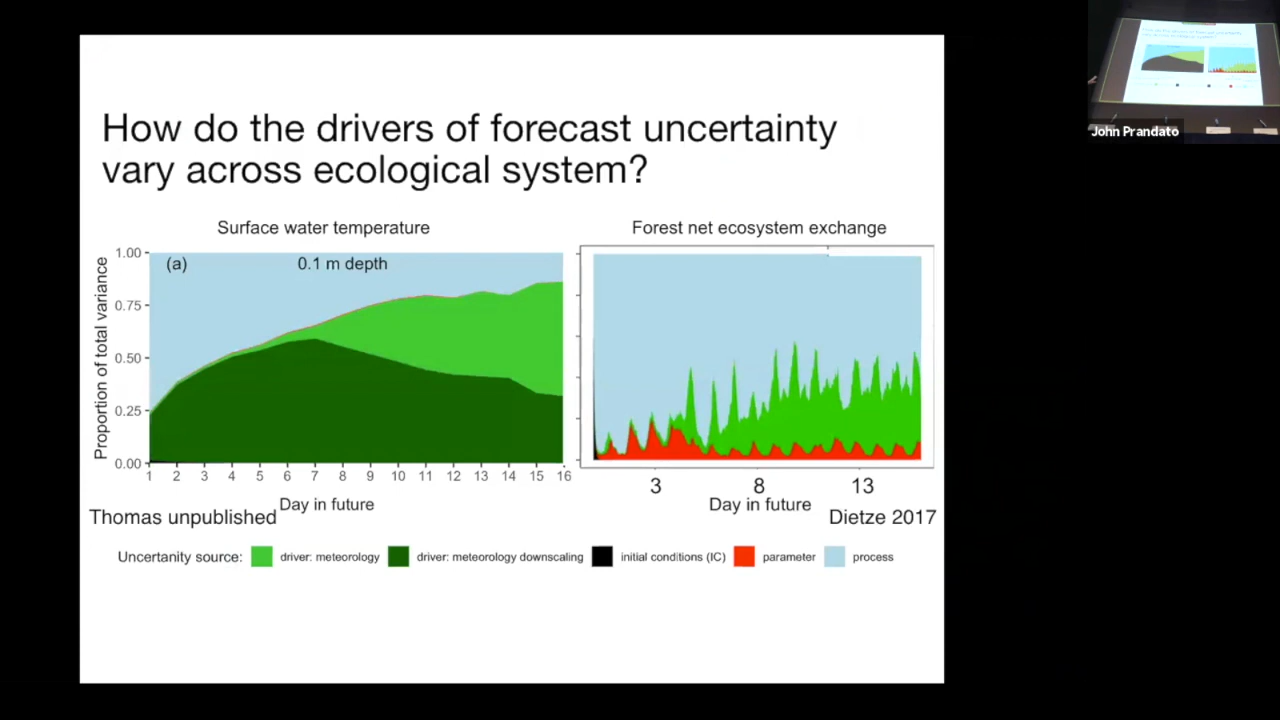 How do the drivers of forecast uncertainty
vary across ecological system?
Surface water temperature
Forest net ecosystem exchange
Proportion of total variance
1.00
0.75
0.50
0.25
0.00
(a)
0.1 m depth
1 2 3 4 5 6 7 8 9 10 11 12 13 14 15 16
3 8 13
Day in future
Day in future
Thomas unpublished
Dietze 2017
Uncertanity source: driver: meteorology driver: meteorology downscaling initial conditions (IC) parameter process
John Prandato